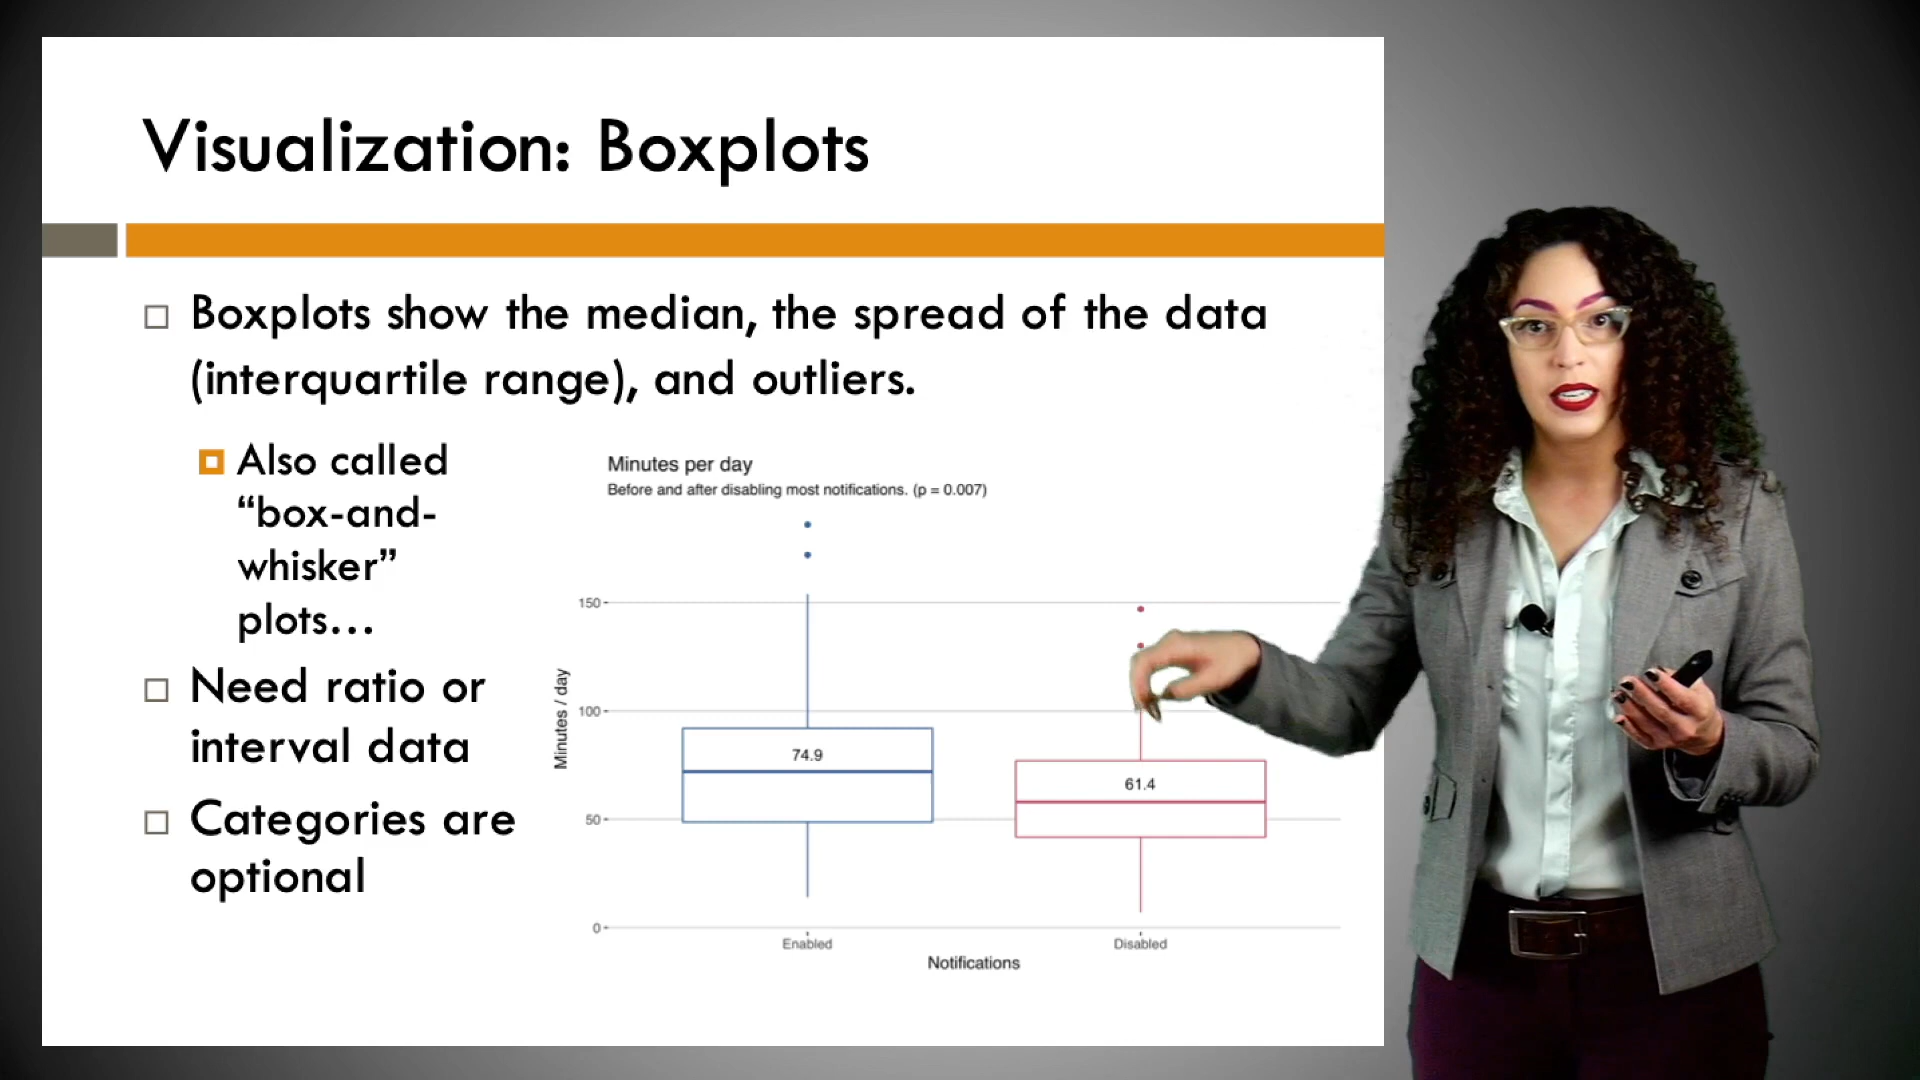 Visualization: Boxplots
Boxplots show the median, the spread of the data
(interquartile range), and outliers.
Also called
“box-and-
whisker”
plots…
Need ratio or
interval data
Categories are
optional
Minutes per day
Before and after disabling most notifications. (p = 0.007)
Minutes / day
150
100
50
0
74.9
61.4
Enabled
Disabled
Notifications